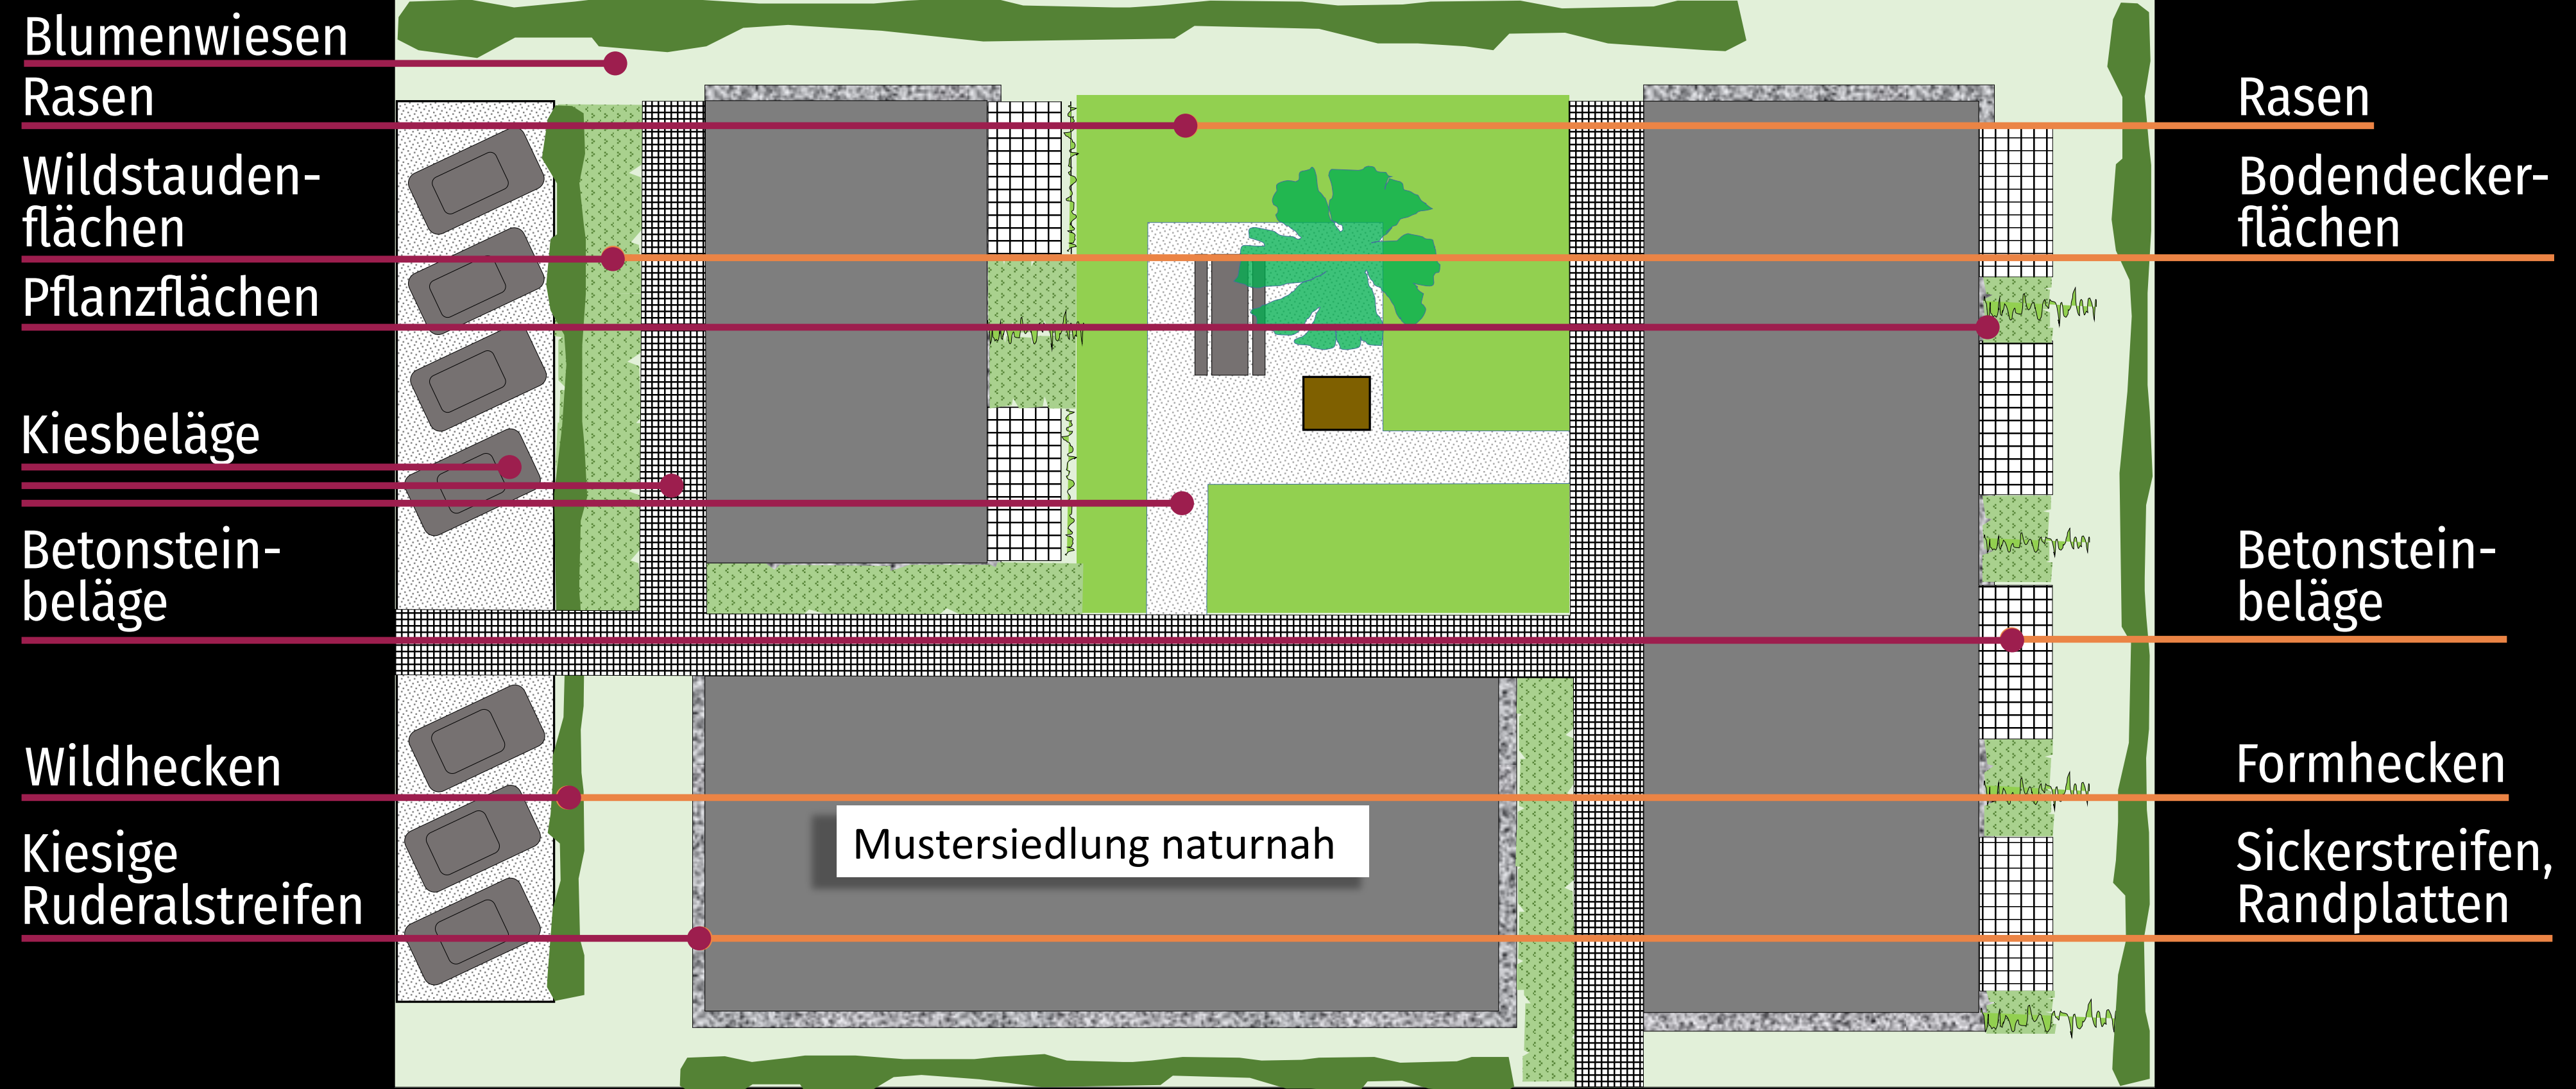 Blumenwiesen
Rasen
Wildstauden-
flächen
Pflanzflächen
Kiesbeläge
Betonstein-
beläge
Wildhecken
Kiesige
Ruderalstreifen
Mustersiedlung naturnah
Rasen
Bodendecker-
flächen
Betonstein-
beläge
Formhecken
Sickerstreifen,
Randplatten